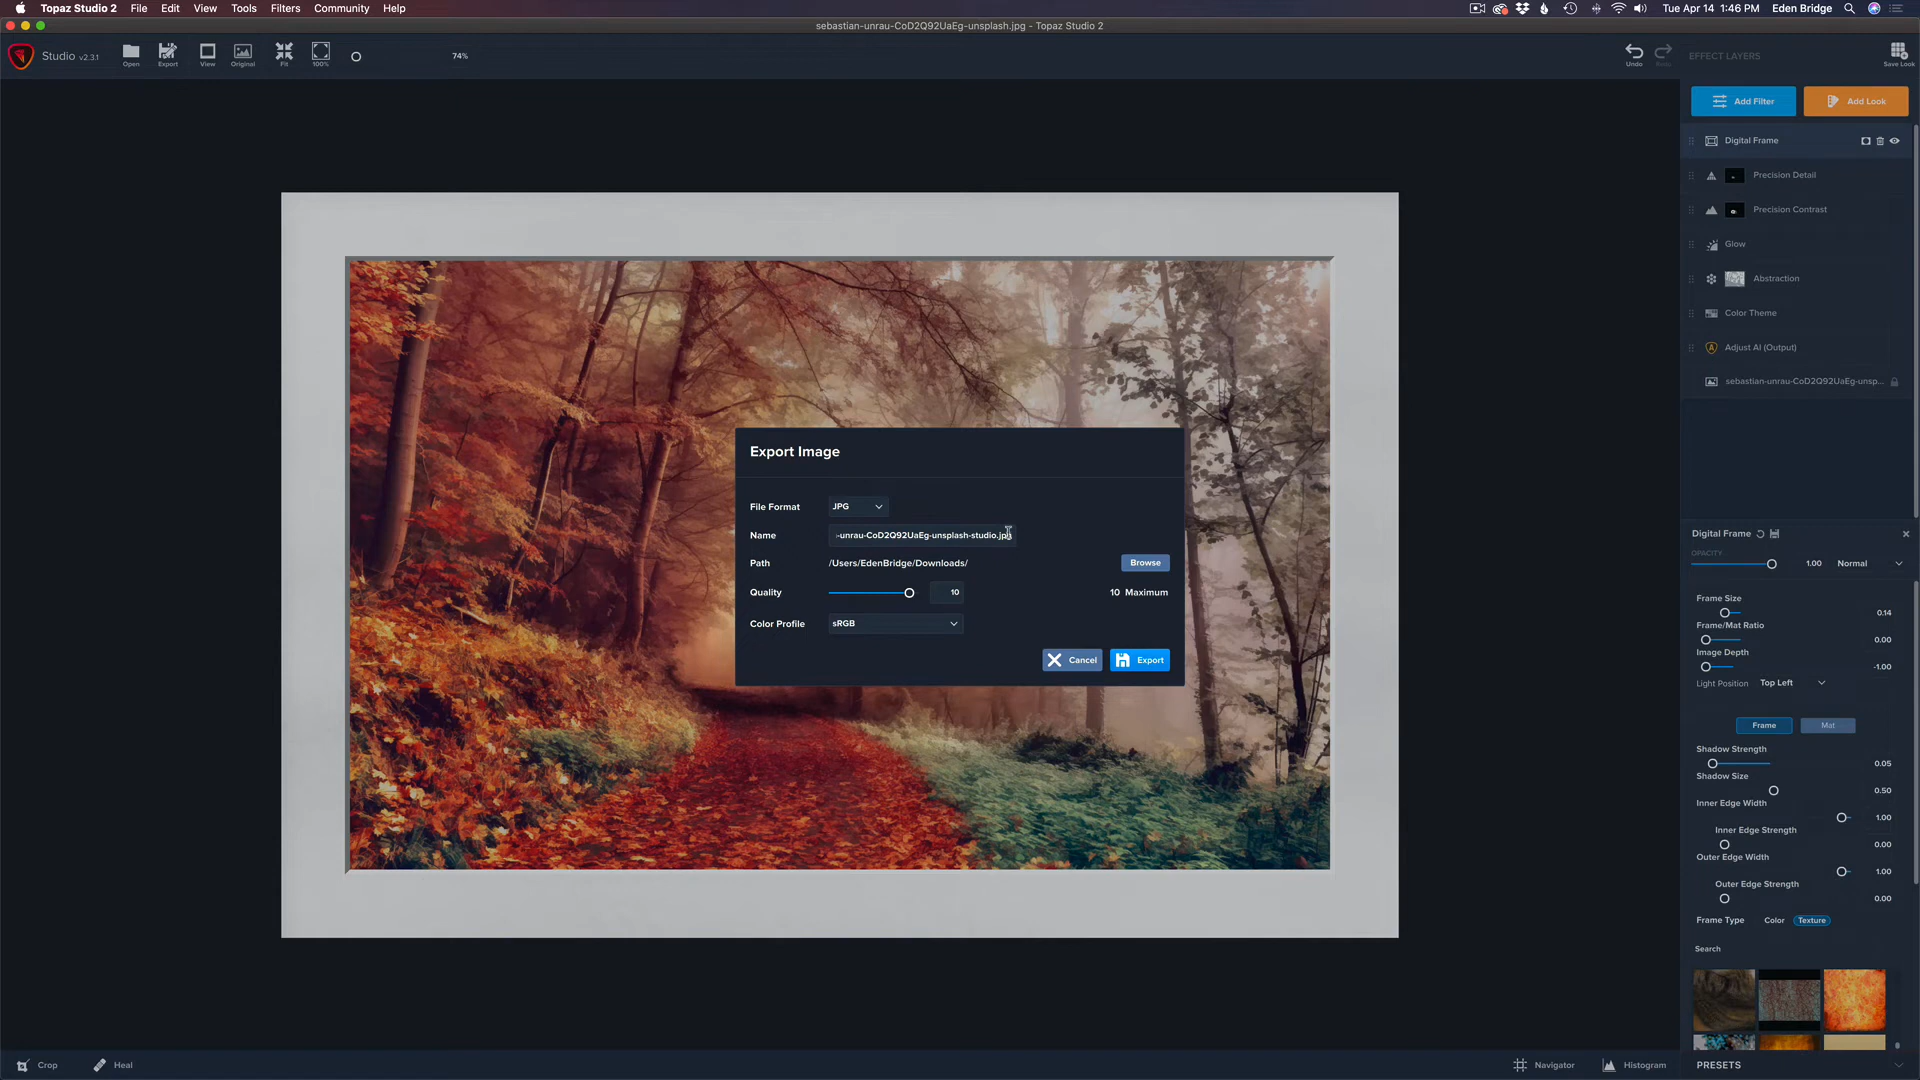 Topaz Studio 2 File Edit View Tools Filters Community Help Tue Apr 14 1:46 PM Eden Bridge
sebastian-unrau-CoD2Q92UaEg-unsplash.jpg - Topaz Studio 2
Studio v2.3.1
Open
Export
View
Original
Fit
100%
74%
Undo
Redo
EFFECT LAYERS
Save Look
Add Filter
Add Look
Digital Frame
Precision Detail
Precision Contrast
Glow
Abstraction
Color Theme
Adjust AI (Output)
sebastian-unrau-CoD2Q92UaEg-unsp...
Export Image
File Format JPG
Name -unrau-CoD2Q92UaEg-unsplash-studio.jpg
Path /Users/EdenBridge/Downloads/ Browse
Quality 10 10 Maximum
Color Profile sRGB
Cancel Export
Digital Frame
OPACITY 1.00 Normal
Frame Size 0.14
Frame/Mat Ratio 0.00
Image Depth -1.00
Light Position Top Left
Frame Mat
Shadow Strength 0.05
Shadow Size 0.50
Inner Edge Width 1.00
Inner Edge Strength 0.00
Outer Edge Width 1.00
Outer Edge Strength 0.00
Frame Type Color Texture
Search
Crop Heal Navigator Histogram PRESETS